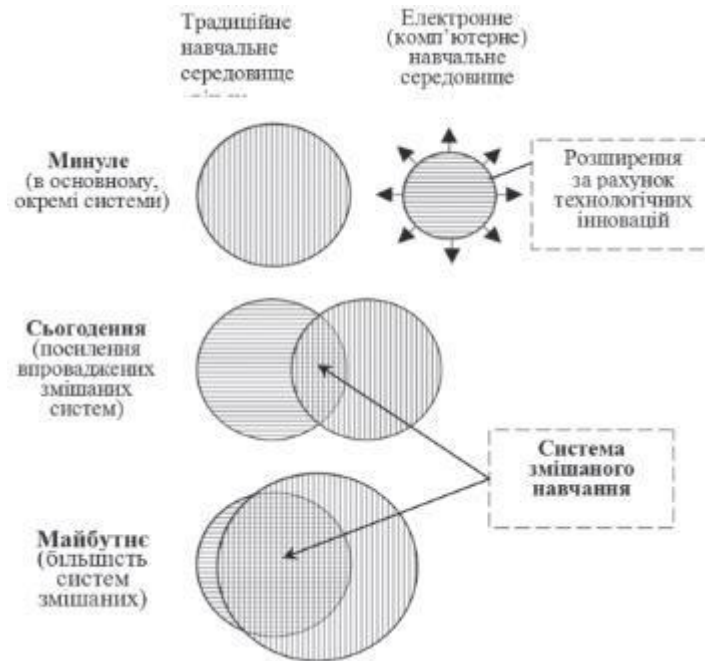 Традиційне
навчальне
середовище
Електронне
(комп’ютерне)
навчальне
середовище
Минуле
(в основному,
окремі системи)
Розширення
за рахунок
технологічних
інновацій
Сьогодення
(посилення
впроваджених
змішаних
систем)
Система
змішаного
навчання
Майбутнє
(більшість
систем
змішаних)